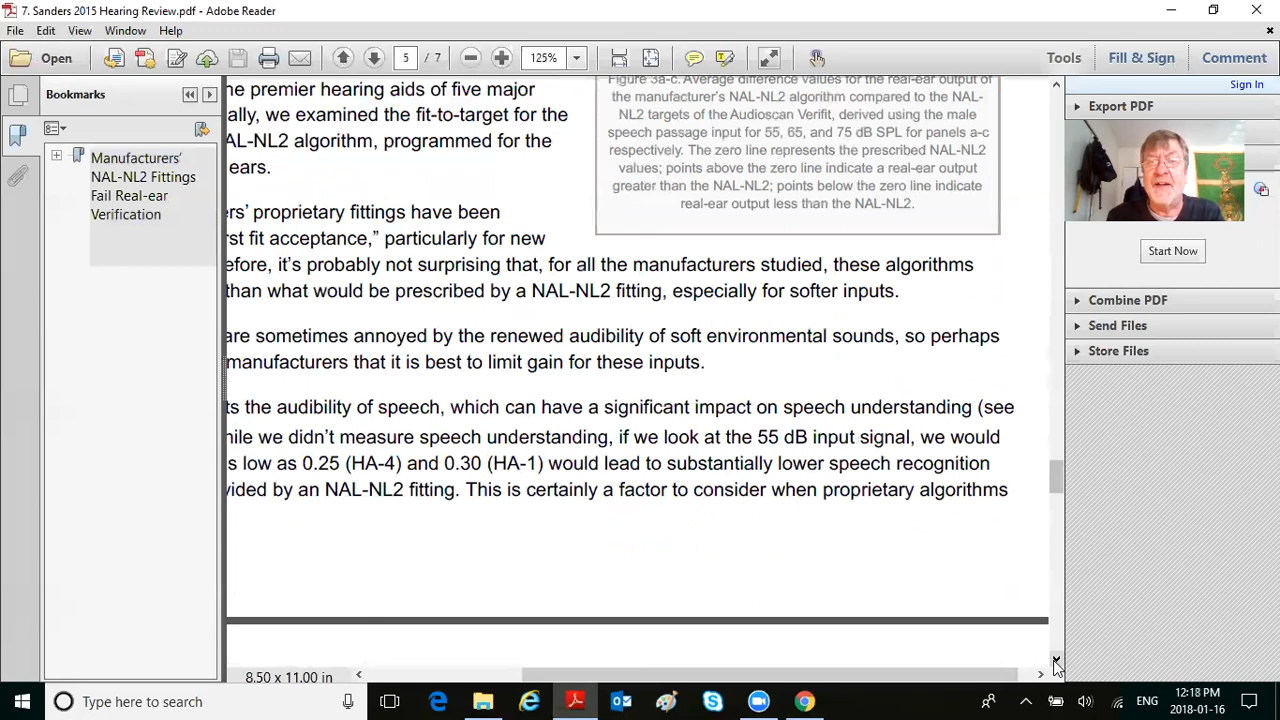 7. Sanders 2015 Hearing Review.pdf - Adobe Reader
File Edit View Window Help
Open 5 / 7 125% Tools Fill & Sign Comment
Sign In
Bookmarks
Manufacturers'
NAL-NL2 Fittings
Fail Real-ear
Verification
he premier hearing aids of five major
ally, we examined the fit-to-target for the
AL-NL2 algorithm, programmed for the
ears.
ers' proprietary fittings have been
rst fit acceptance,” particularly for new
efore, it's probably not surprising that, for all the manufacturers studied, these algorithms
than what would be prescribed by a NAL-NL2 fitting, especially for softer inputs.
are sometimes annoyed by the renewed audibility of soft environmental sounds, so perhaps
manufacturers that it is best to limit gain for these inputs.
ts the audibility of speech, which can have a significant impact on speech understanding (see
hile we didn't measure speech understanding, if we look at the 55 dB input signal, we would
s low as 0.25 (HA-4) and 0.30 (HA-1) would lead to substantially lower speech recognition
vided by an NAL-NL2 fitting. This is certainly a factor to consider when proprietary algorithms
Figure 3a-c. Average difference values for the real-ear output of
the manufacturer's NAL-NL2 algorithm compared to the NAL-
NL2 targets of the Audioscan Verifit, derived using the male
speech passage input for 55, 65, and 75 dB SPL for panels a-c
respectively. The zero line represents the prescribed NAL-NL2
values; points above the zero line indicate a real-ear output
greater than the NAL-NL2; points below the zero line indicate
real-ear output less than the NAL-NL2.
8.50 x 11.00 in
Export PDF
Start Now
Combine PDF
Send Files
Store Files
Type here to search
ENG
12:18 PM
2018-01-16